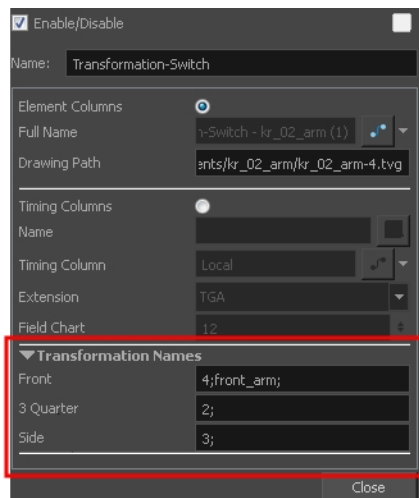 Enable/Disable
Name: Transformation-Switch
Element Columns
Full Name n-Switch - kr_02_arm (1)
Drawing Path ents/kr_02_arm/kr_02_arm-4.tvg
Timing Columns
Name
Timing Column Local
Extension TGA
Field Chart 12
Transformation Names
Front 4;front_arm;
3 Quarter 2;
Side 3;
Close